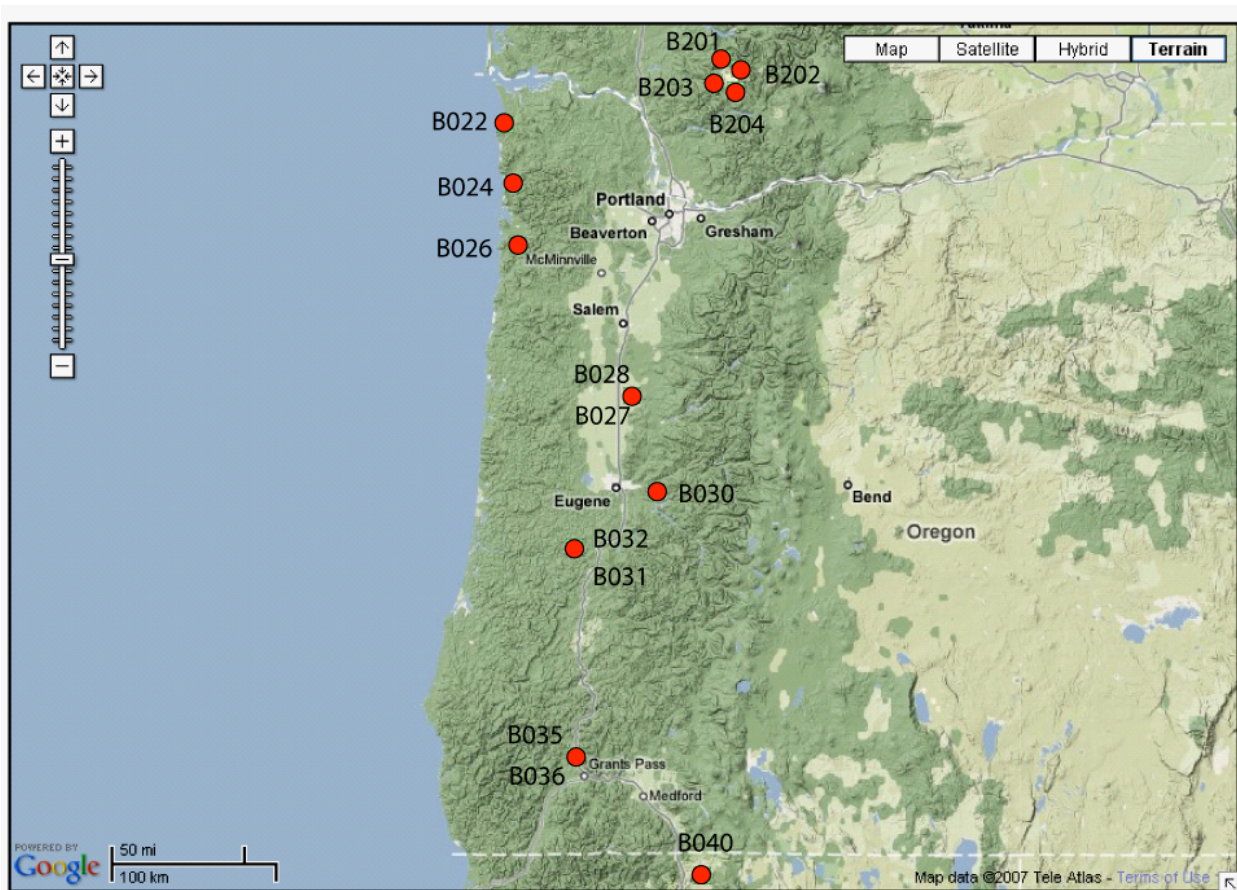 Map
Satellite
Hybrid
Terrain
B201
B202
B203
B204
B022
B024
Portland
Beaverton
Gresham
B026
McMinnville
Salem
B028
B027
Eugene
B030
Bend
Oregon
B032
B031
B035
Grants Pass
B036
Medford
B040
POWERED BY
Google
50 mi
100 km
Map data ©2007 Tele Atlas - Terms of Use